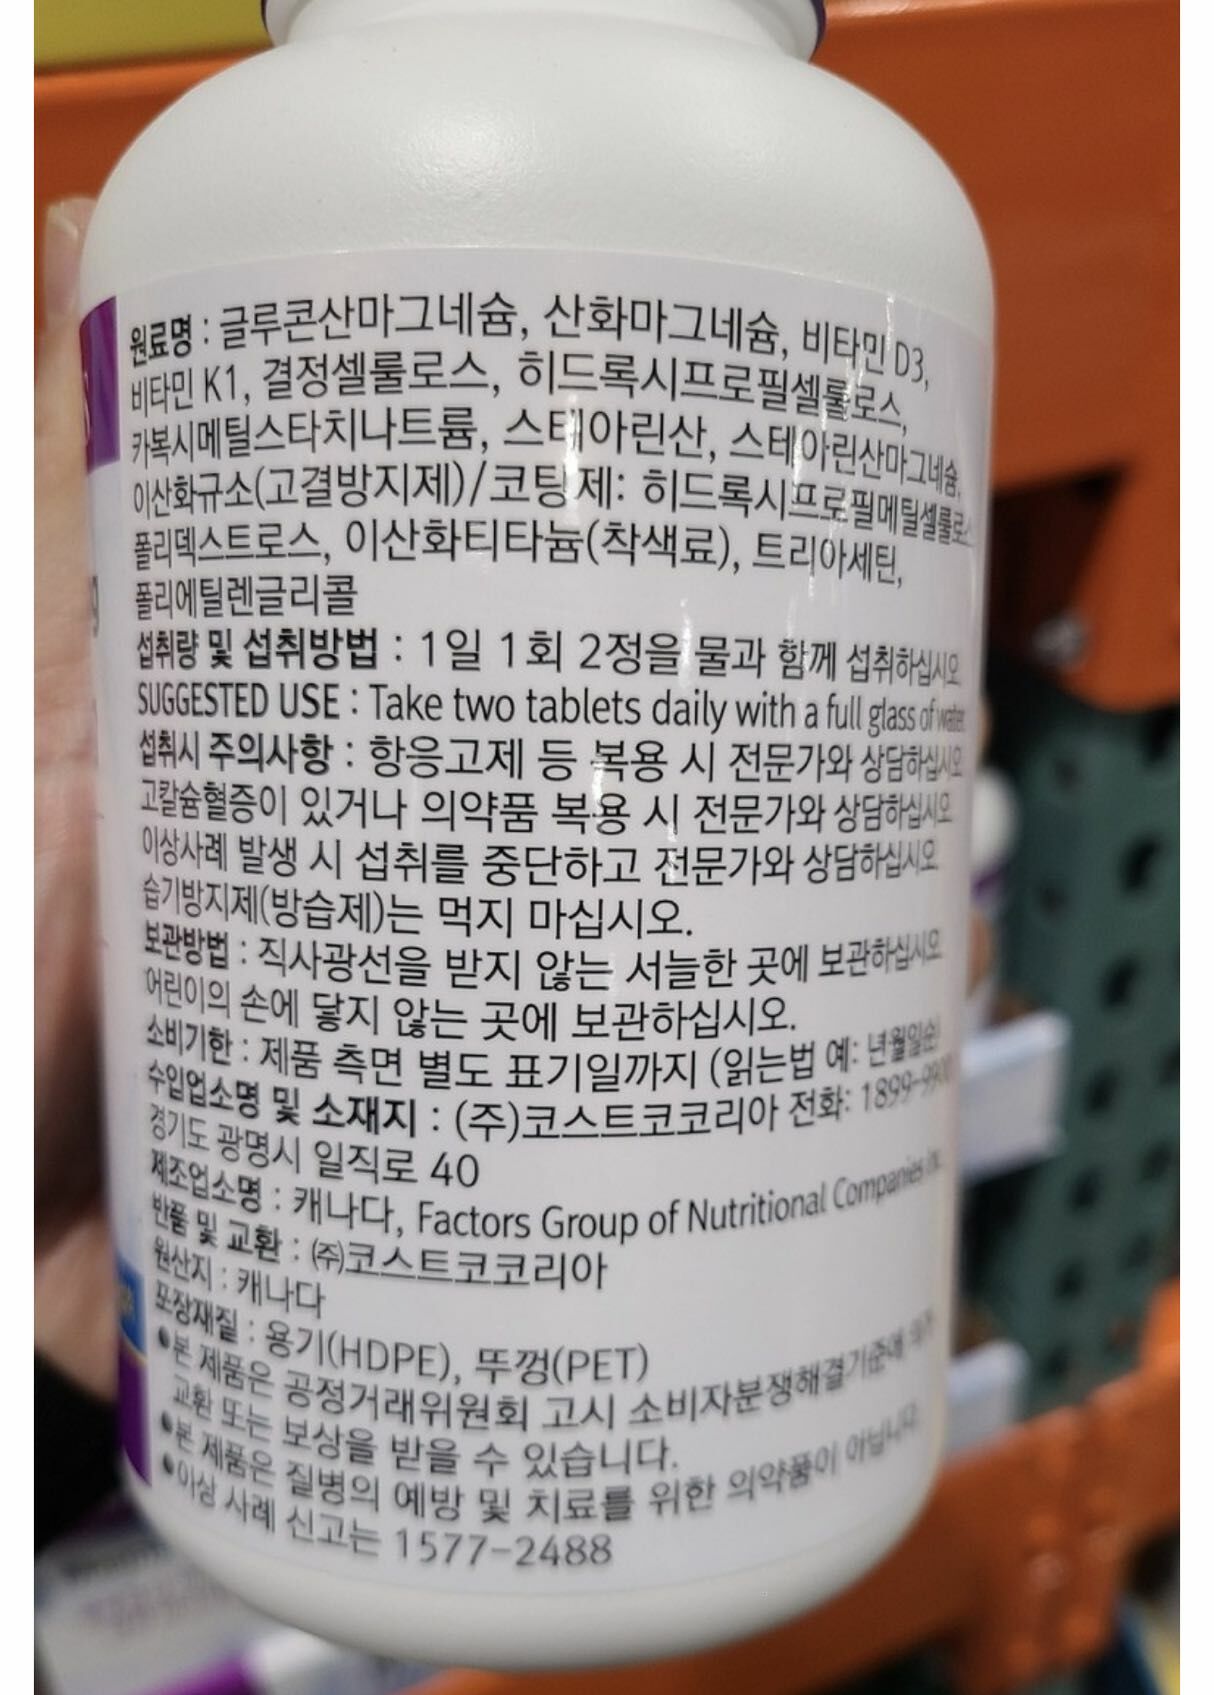 원료명 : 글루콘산마그네슘, 산화마그네슘, 비타민 D3,
비타민 K1, 결정셀룰로스, 히드록시프로필셀룰로스,
카복시메틸스타치나트륨, 스테아린산, 스테아린산마그네슘,
이산화규소(고결방지제)/코팅제: 히드록시프로필메틸셀룰로스
폴리덱스트로스, 이산화티타늄(착색료), 트리아세틴,
폴리에틸렌글리콜
섭취량 및 섭취방법 : 1일 1회 2정을 물과 함께 섭취하십시오
SUGGESTED USE : Take two tablets daily with a full glass of water.
섭취시 주의사항 : 항응고제 등 복용 시 전문가와 상담하십시오
고칼슘혈증이 있거나 의약품 복용 시 전문가와 상담하십시오
이상사례 발생 시 섭취를 중단하고 전문가와 상담하십시오
습기방지제(방습제)는 먹지 마십시오.
보관방법 : 직사광선을 받지 않는 서늘한 곳에 보관하십시오
어린이의 손에 닿지 않는 곳에 보관하십시오.
소비기한 : 제품 측면 별도 표기일까지 (읽는법 예: 년월일순)
수입업소명 및 소재지 : (주)코스트코코리아 전화:
경기도 광명시 일직로 40
제조업소명 : 캐나다, Factors Group of Nutritional Companies Inc.
반품 및 교환 : (주)코스트코코리아
원산지 : 캐나다
포장재질 : 용기(HDPE), 뚜껑(PET)
●본 제품은 공정거래위원회 고시 소비자분쟁해결기준에
교환 또는 보상을 받을 수 있습니다.
●본 제품은 질병의 예방 및 치료를 위한 의약품이 아닙니다.
●이상 사례 신고는 1577-2488